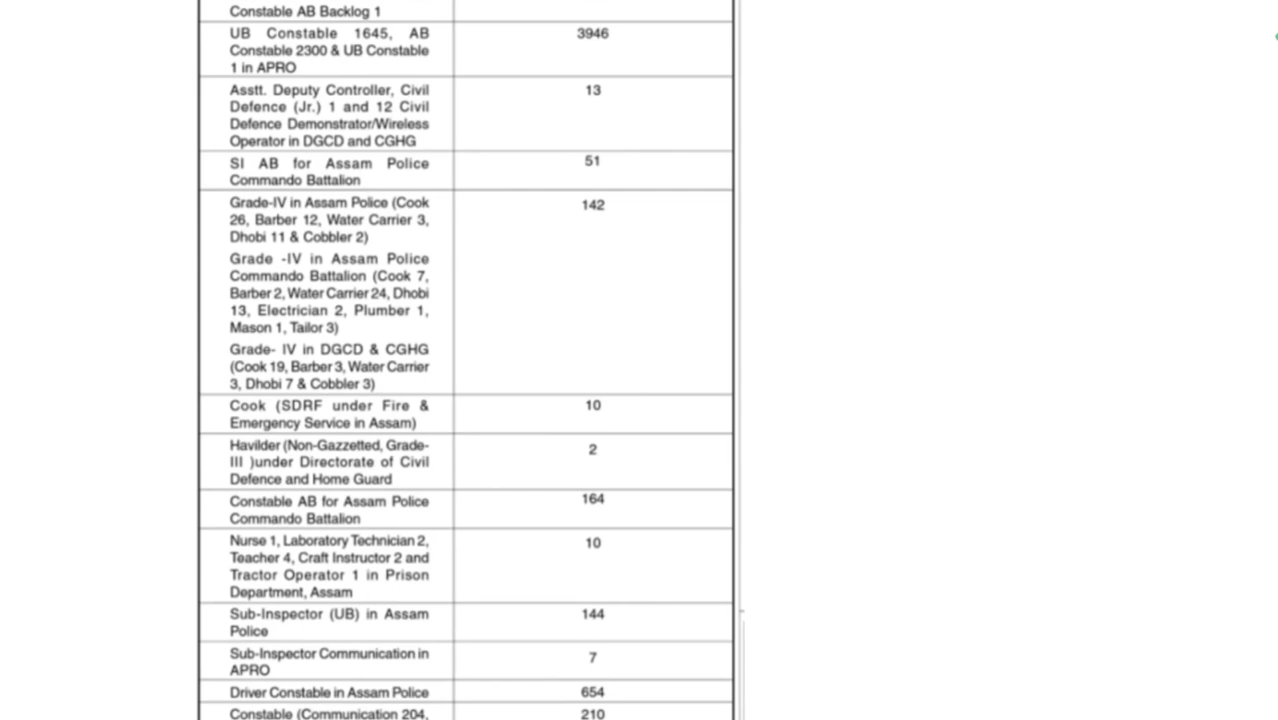 Constable AB Backlog 1
UB Constable 1645, AB
Constable 2300 & UB Constable
1 in APRO
3946
Asstt. Deputy Controller, Civil
Defence (Jr.) 1 and 12 Civil
Defence Demonstrator/Wireless
Operator in DGCD and CGHG
13
SI AB for Assam Police
Commando Battalion
51
Grade-IV in Assam Police (Cook
26, Barber 12, Water Carrier 3,
Dhobi 11 & Cobbler 2)
Grade -IV in Assam Police
Commando Battalion (Cook 7,
Barber 2, Water Carrier 24, Dhobi
13, Electrician 2, Plumber 1,
Mason 1, Tailor 3)
Grade- IV in DGCD & CGHG
(Cook 19, Barber 3, Water Carrier
3, Dhobi 7 & Cobbler 3)
142
Cook (SDRF under Fire &
Emergency Service in Assam)
10
Havilder (Non-Gazzetted, Grade-
III )under Directorate of Civil
Defence and Home Guard
2
Constable AB for Assam Police
Commando Battalion
164
Nurse 1, Laboratory Technician 2,
Teacher 4, Craft Instructor 2 and
Tractor Operator 1 in Prison
Department, Assam
10
Sub-Inspector (UB) in Assam
Police
144
Sub-Inspector Communication in
APRO
7
Driver Constable in Assam Police
654
Constable (Communication 204,
210